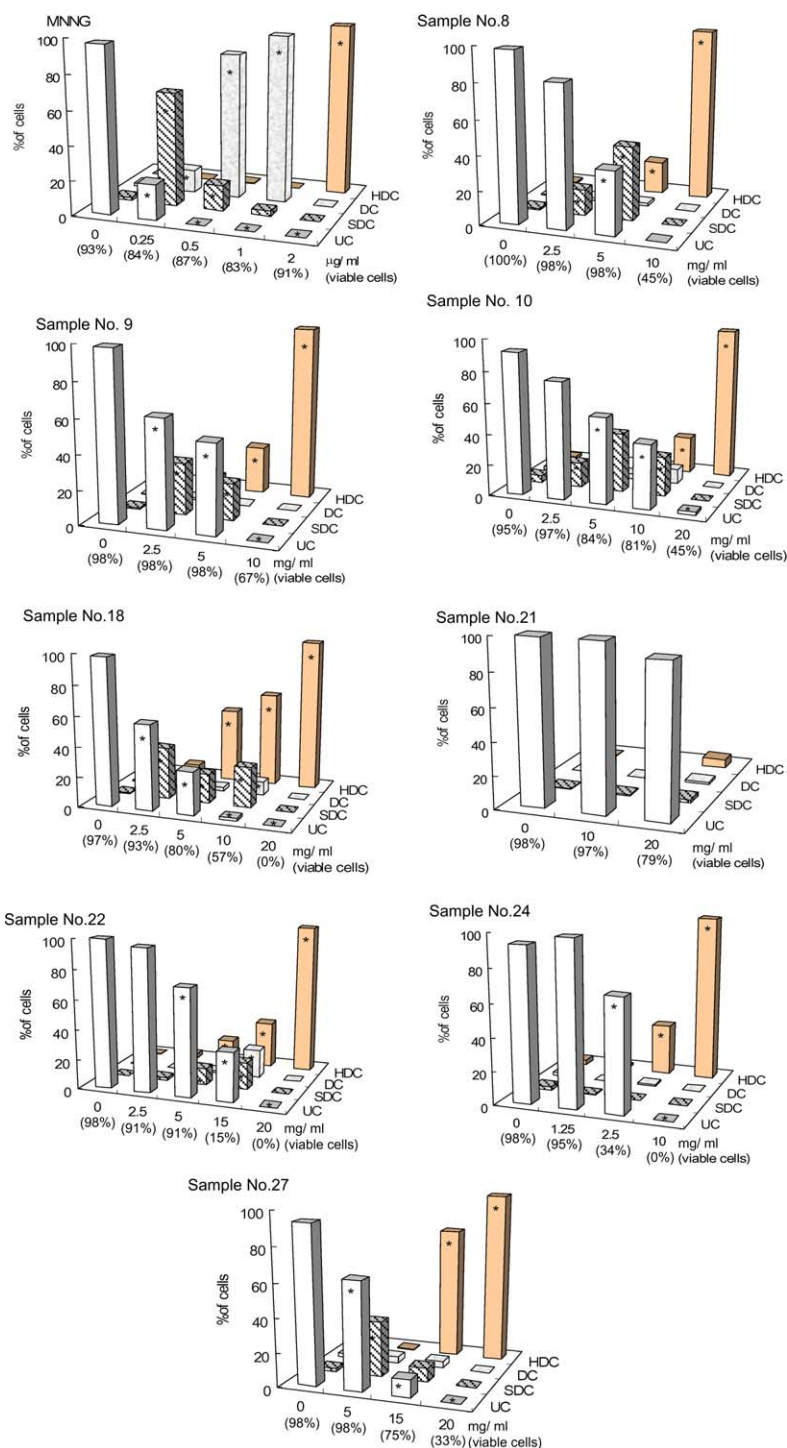 MNNG
100
80
60
40
20
0
%of cells
HDC
DC
SDC
UC
0 0.25 0.5 1 2 µg/ ml
(93%) (84%) (87%) (83%) (91%) (viable cells)
Sample No.8
100
80
60
40
20
0
%of cells
HDC
DC
SDC
UC
0 2.5 5 10 mg/ ml
(100%) (98%) (98%) (45%) (viable cells)
Sample No. 9
100
80
60
40
20
0
%of cells
HDC
DC
SDC
UC
0 2.5 5 10 mg/ ml
(98%) (98%) (98%) (67%) (viable cells)
Sample No. 10
100
80
60
40
20
0
%of cells
HDC
DC
SDC
UC
0 2.5 5 10 20 mg/ ml
(95%) (97%) (84%) (81%) (45%) (viable cells)
Sample No.18
100
80
60
40
20
0
%of cells
HDC
DC
SDC
UC
0 2.5 5 10 20 mg/ ml
(97%) (93%) (80%) (57%) (0%) (viable cells)
Sample No.21
100
80
60
40
20
0
%of cells
HDC
DC
SDC
UC
0 10 20 mg/ ml
(98%) (97%) (79%) (viable cells)
Sample No.22
100
80
60
40
20
0
%of cells
HDC
DC
SDC
UC
0 2.5 5 15 20 mg/ ml
(98%) (91%) (91%) (15%) (0%) (viable cells)
Sample No.24
100
80
60
40
20
0
%of cells
HDC
DC
SDC
UC
0 1.25 2.5 10 mg/ ml
(98%) (95%) (34%) (0%) (viable cells)
Sample No.27
100
80
60
40
20
0
%of cells
HDC
DC
SDC
UC
0 5 15 20 mg/ ml
(98%) (98%) (75%) (33%) (viable cells)